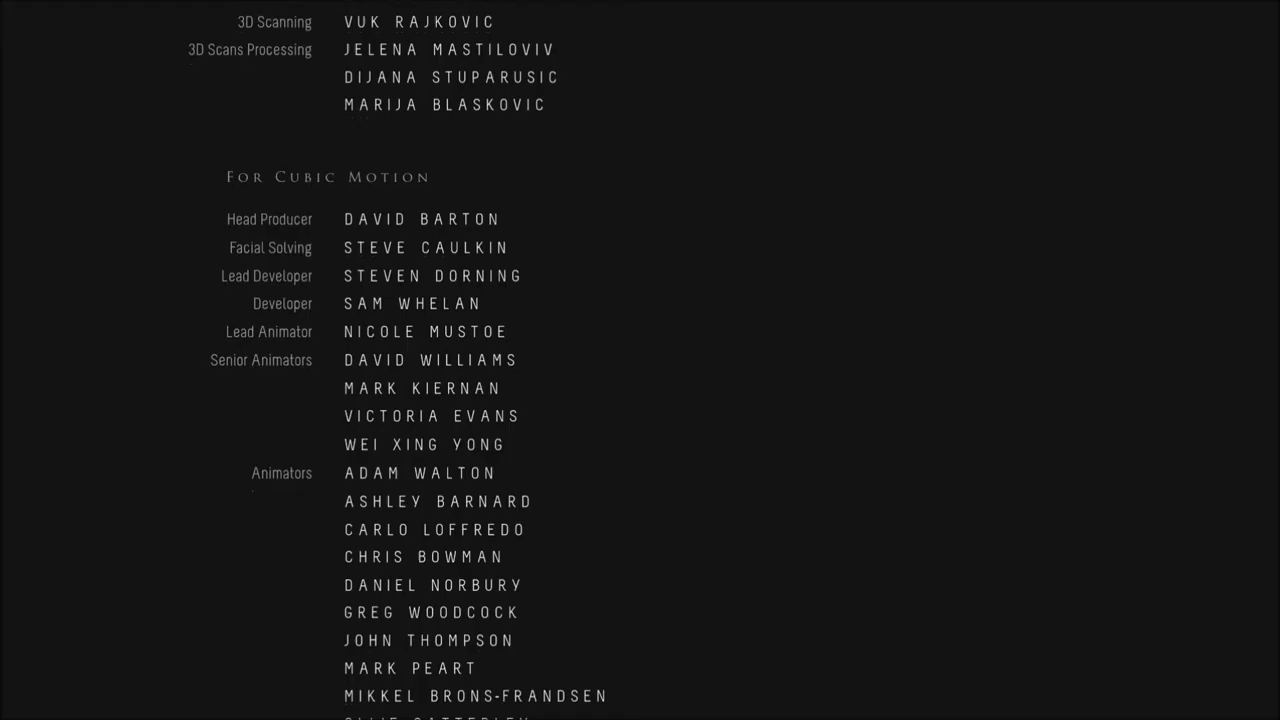 3D Scanning VUK RAJKOVIC
3D Scans Processing JELENA MASTILOVIV
DIJANA STUPARUSIC
MARIJA BLASKOVIC
FOR CUBIC MOTION
Head Producer DAVID BARTON
Facial Solving STEVE CAULKIN
Lead Developer STEVEN DORNING
Developer SAM WHELAN
Lead Animator NICOLE MUSTOE
Senior Animators DAVID WILLIAMS
MARK KIERNAN
VICTORIA EVANS
WEI XING YONG
Animators ADAM WALTON
ASHLEY BARNARD
CARLO LOFFREDO
CHRIS BOWMAN
DANIEL NORBURY
GREG WOODCOCK
JOHN THOMPSON
MARK PEART
MIKKEL BRONS-FRANDSEN